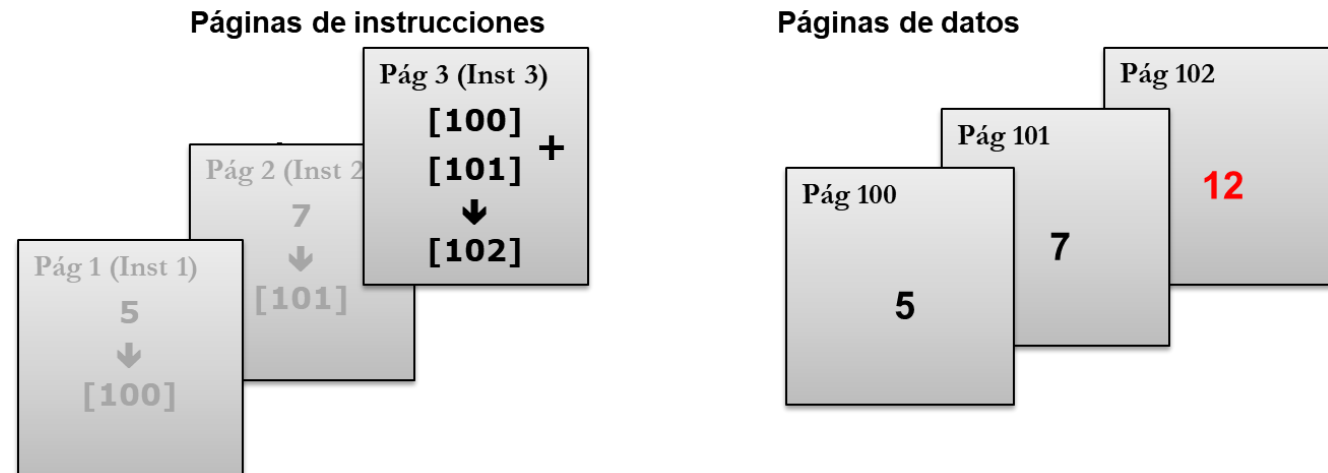 Páginas de instrucciones
Pág 1 (Inst 1)
5
🡻
[100]
Pág 2 (Inst 2
7
🡻
[101]
Pág 3 (Inst 3)
[100]
+
[101]
🡻
[102]
Páginas de datos
Pág 100
5
Pág 101
7
Pág 102
12